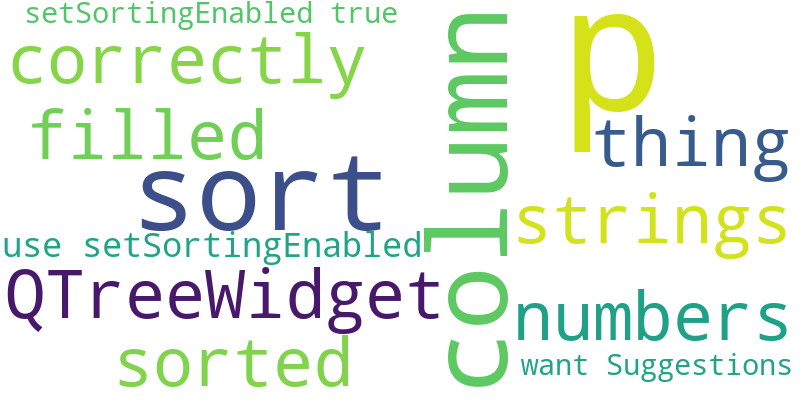 setSortingEnabled true
correctly
filled
sort
use setSortingEnabled
QTreeWidget
sorted
column
p
thing
strings
numbers
want Suggestions